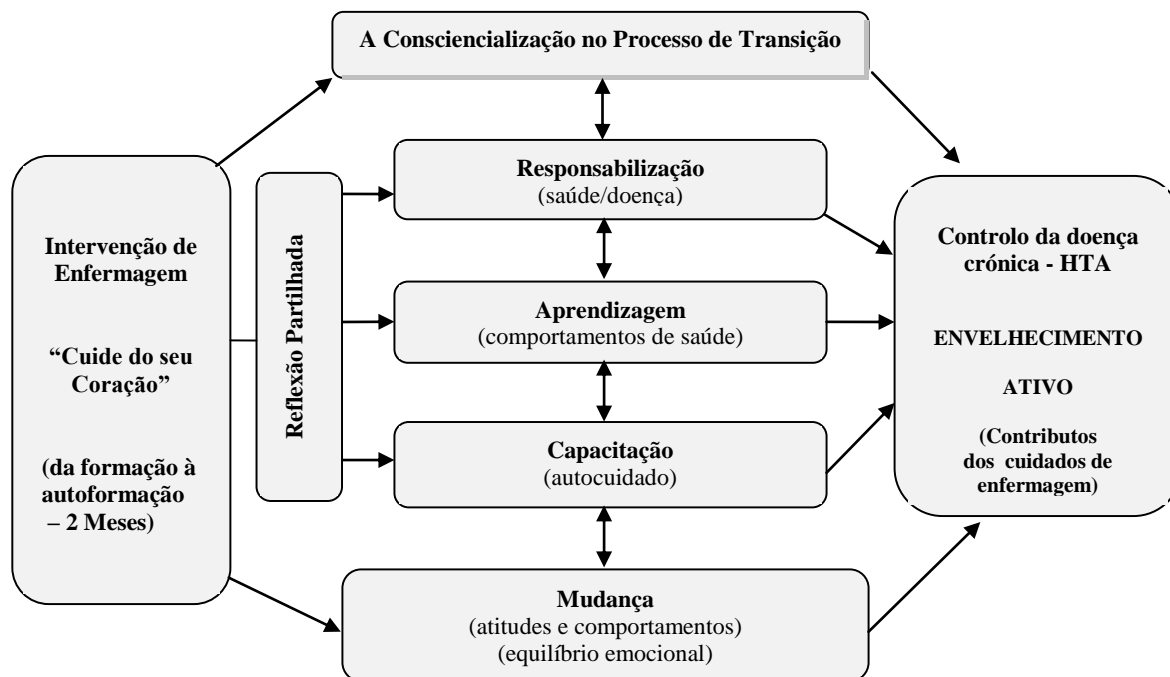 A Consciencialização no Processo de Transição
Intervenção de
Enfermagem
“Cuide do seu
Coração”
(da formação à
autoformação
– 2 Meses)
Reflexão Partilhada
Responsabilização
(saúde/doença)
Aprendizagem
(comportamentos de saúde)
Capacitação
(autocuidado)
Mudança
(atitudes e comportamentos)
(equilíbrio emocional)
Controlo da doença
crónica - HTA
ENVELHECIMENTO
ATIVO
(Contributos
dos cuidados de
enfermagem)